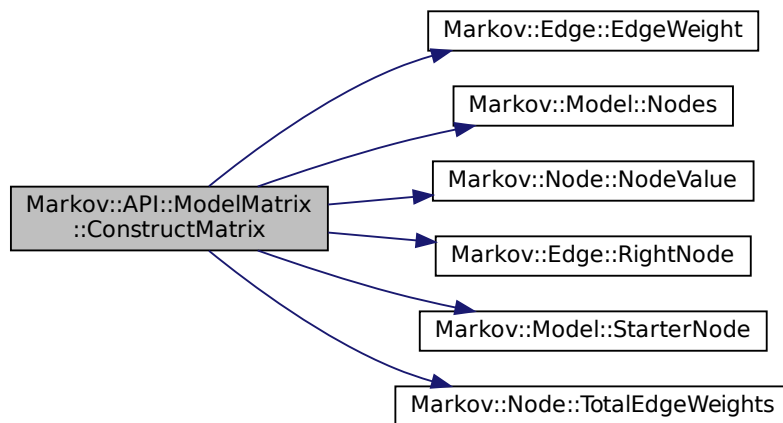 Markov::API::ModelMatrix
::ConstructMatrix
Markov::Edge::EdgeWeight
Markov::Model::Nodes
Markov::Node::NodeValue
Markov::Edge::RightNode
Markov::Model::StarterNode
Markov::Node::TotalEdgeWeights